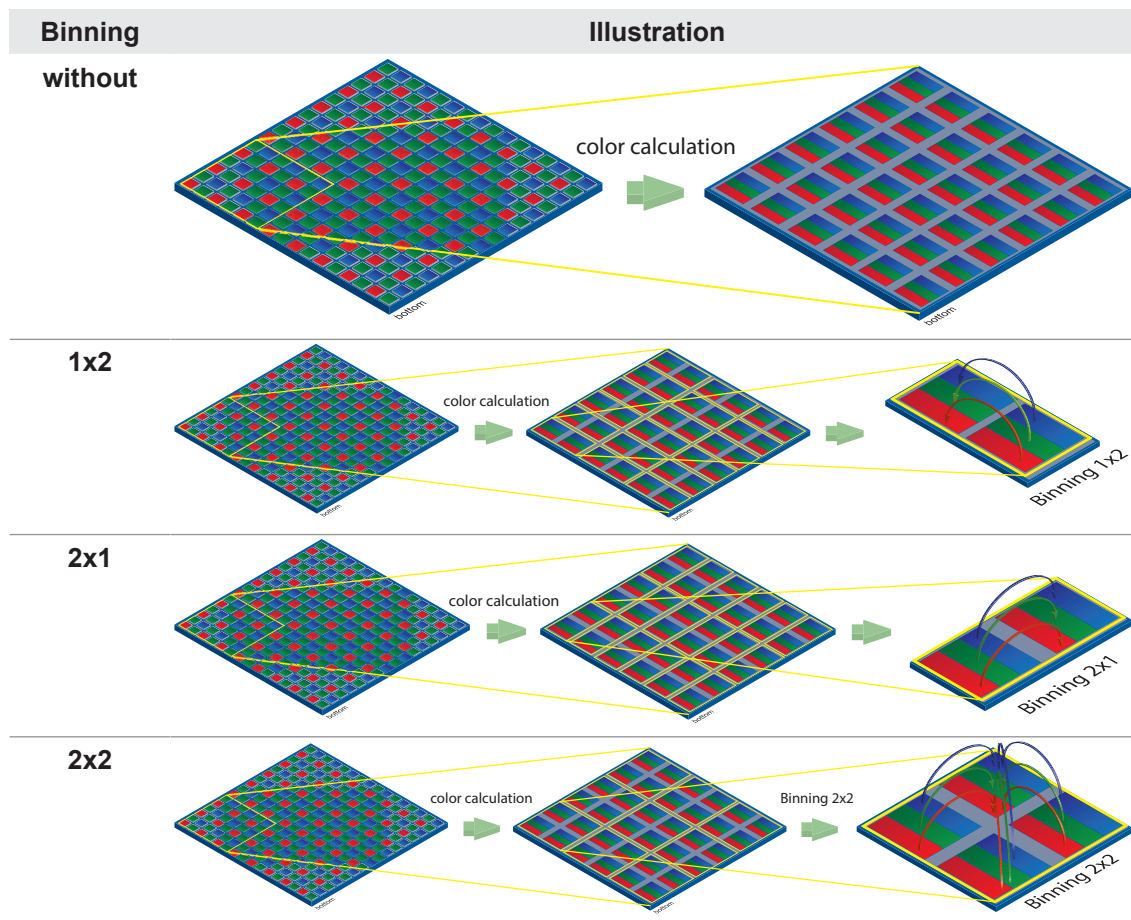 Binning Illustration
without
color calculation
bottom
bottom
1x2
color calculation
Binning 1x2
bottom
bottom
2x1
color calculation
Binning 2x1
bottom
bottom
2x2
color calculation
Binning 2x2
Binning 2x2
bottom
bottom